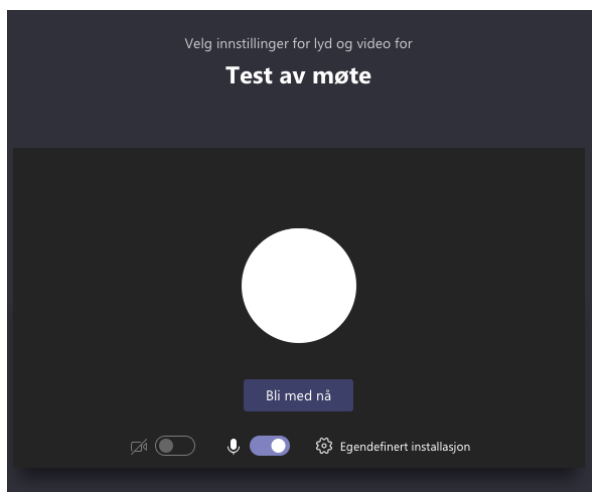 Velg innstillinger for lyd og video for
Test av møte
Bli med nå
Egendefinert installasjon